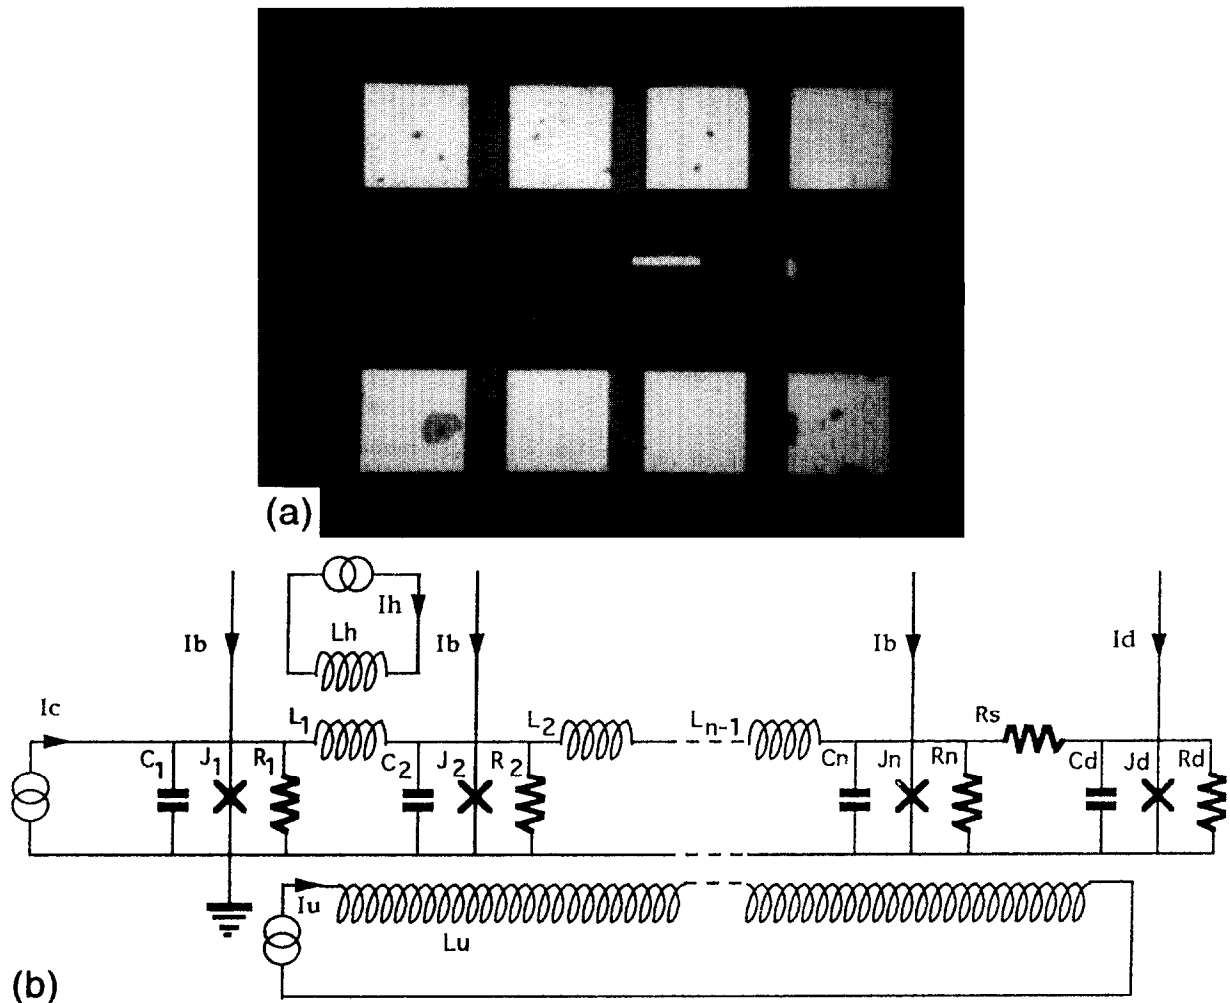 (a)
Ih
Ib Lh Ib Ib Id
Ic L1 L2 Ln-1 Rs
C1 J1 R1 C2 J2 R2 Cn Jn Rn Cd Jd Rd
Iu
Lu
(b)